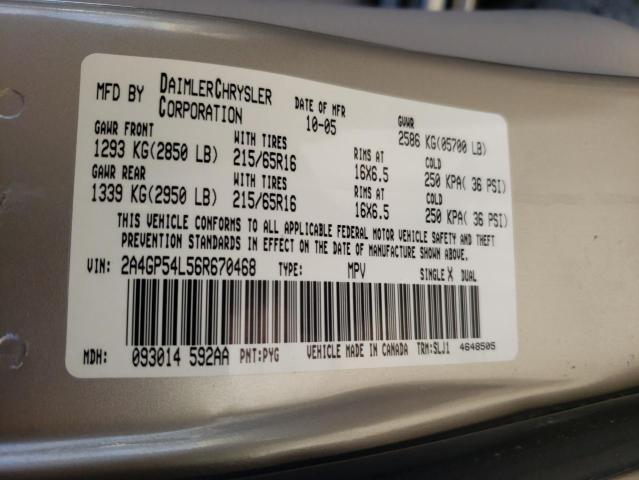 MFD BY DAIMLERCHRYSLER CORPORATION
DATE OF MFR 10-05
GVWR 2586 KG(05700 LB)
GAWR FRONT WITH TIRES RIMS AT COLD
1293 KG(2850 LB) 215/65R16 16X6.5 250 KPA( 36 PSI)
GAWR REAR WITH TIRES RIMS AT COLD
1339 KG(2950 LB) 215/65R16 16X6.5 250 KPA( 36 PSI)
THIS VEHICLE CONFORMS TO ALL APPLICABLE FEDERAL MOTOR VEHICLE SAFETY AND THEFT
PREVENTION STANDARDS IN EFFECT ON THE DATE OF MANUFACTURE SHOWN ABOVE.
VIN: 2A4GP54L56R670468 TYPE: MPV SINGLE X DUAL
MDH: 093014 592AA PNT:PYG VEHICLE MADE IN CANADA TRM:SLJ1 4648505